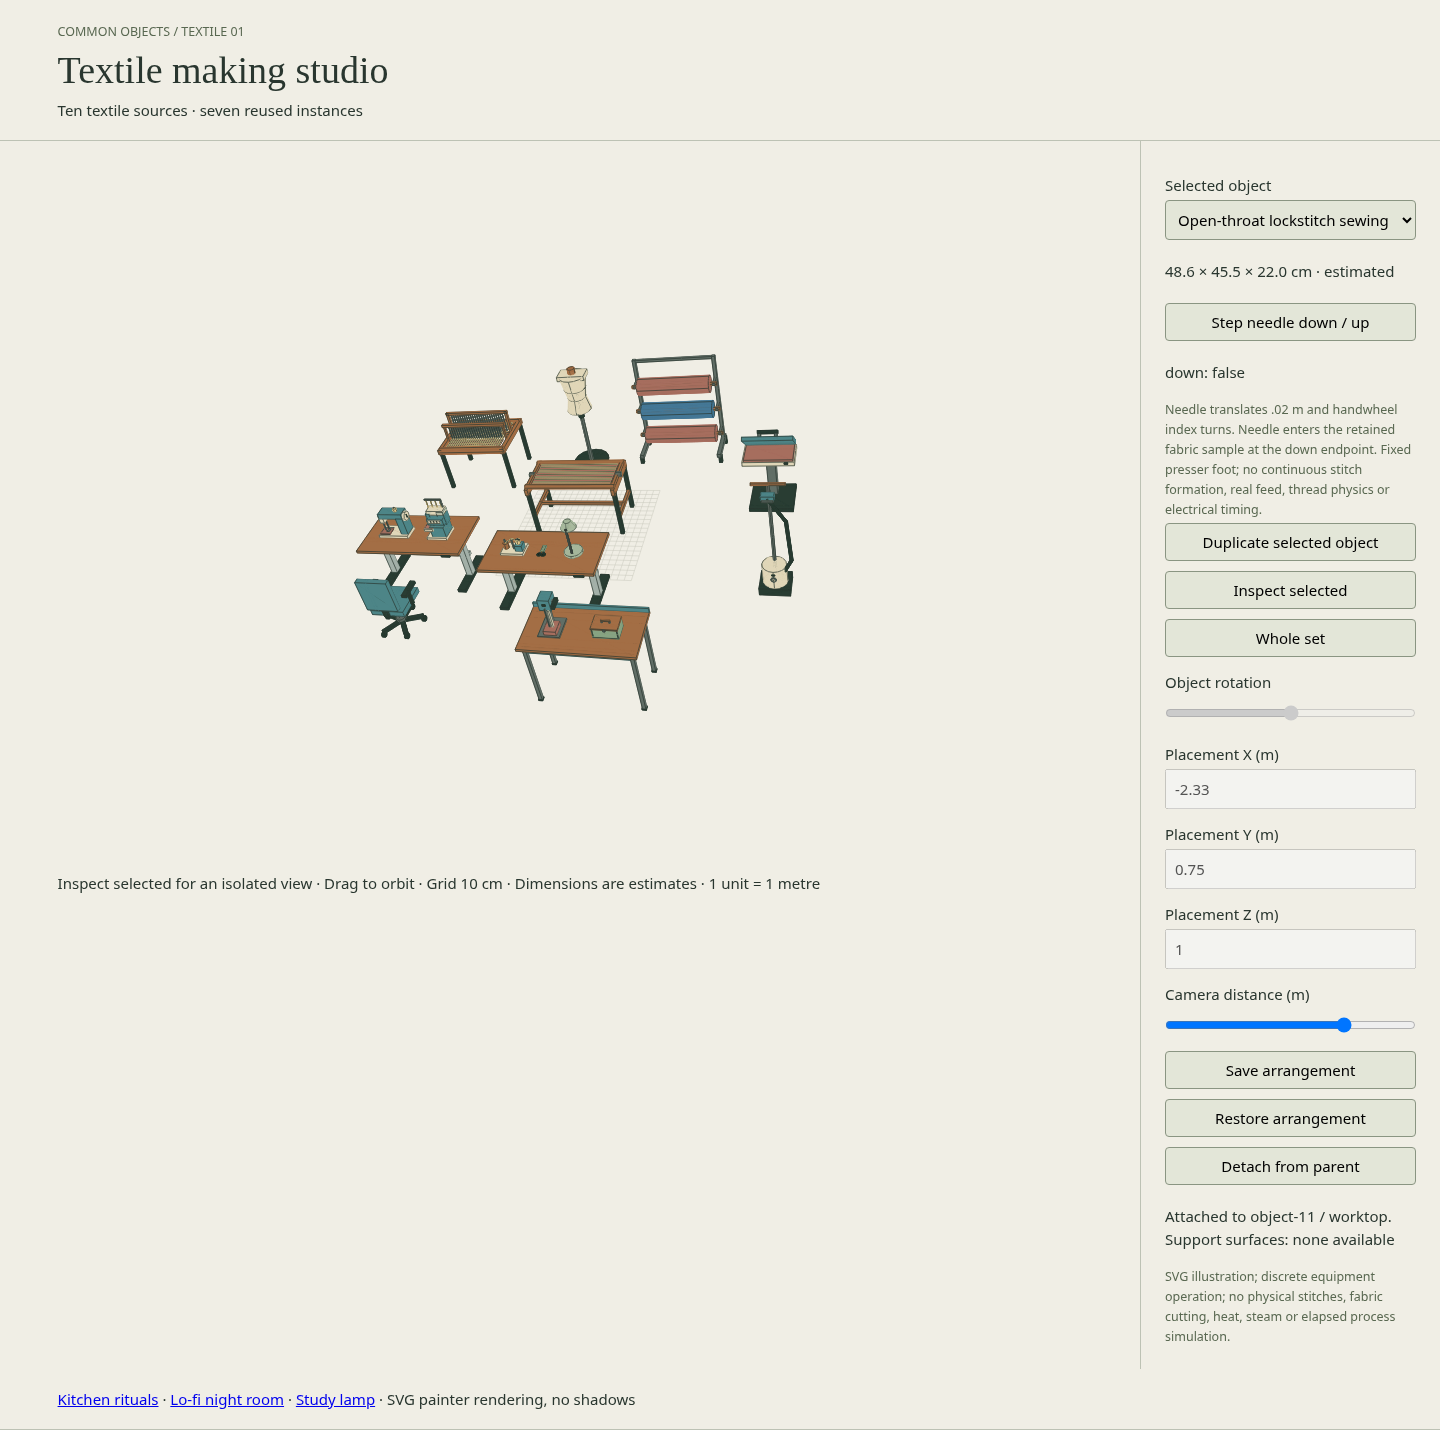 COMMON OBJECTS / TEXTILE 01
Textile making studio
Ten textile sources · seven reused instances
Selected object
Open-throat lockstitch sewing
48.6 × 45.5 × 22.0 cm · estimated
Step needle down / up
down: false
Needle translates .02 m and handwheel
index turns. Needle enters the retained
fabric sample at the down endpoint. Fixed
presser foot; no continuous stitch
formation, real feed, thread physics or
electrical timing.
Duplicate selected object
Inspect selected
Whole set
Object rotation
Placement X (m)
-2.33
Placement Y (m)
0.75
Placement Z (m)
1
Camera distance (m)
Save arrangement
Restore arrangement
Detach from parent
Attached to object-11 / worktop.
Support surfaces: none available
SVG illustration; discrete equipment
operation; no physical stitches, fabric
cutting, heat, steam or elapsed process
simulation.
Inspect selected for an isolated view · Drag to orbit · Grid 10 cm · Dimensions are estimates · 1 unit = 1 metre
Kitchen rituals · Lo-fi night room · Study lamp · SVG painter rendering, no shadows